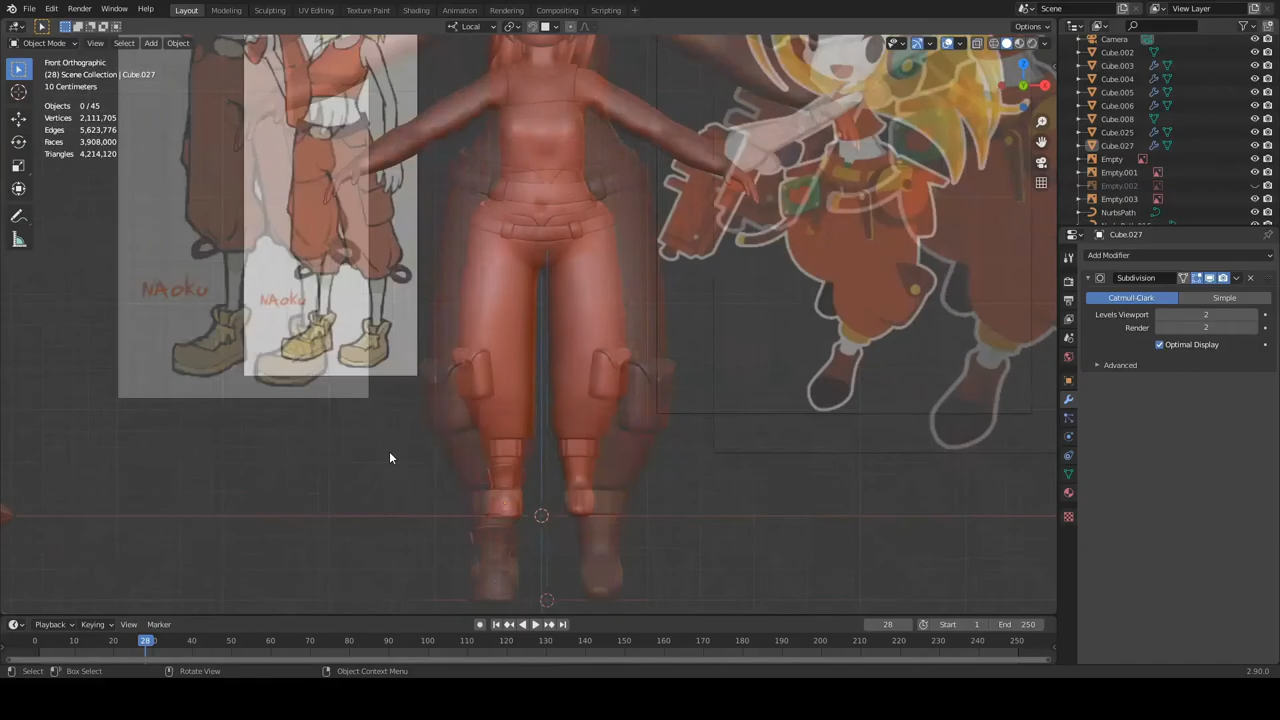 File Edit Render Window Help Layout Modeling Sculpting UV Editing Texture Paint Shading Animation Rendering Compositing Scripting + Scene View Layer
Local Options
Object Mode View Select Add Object
Front Orthographic
(28) Scene Collection | Cube.027
10 Centimeters
Objects 0 / 45
Vertices 2,111,705
Edges 5,623,776
Faces 3,908,000
Triangles 4,214,120
NAoku
NAoku
Camera
Cube.002
Cube.003
Cube.004
Cube.005
Cube.006
Cube.008
Cube.025
Cube.027
Empty
Empty.001
Empty.002
Empty.003
NurbsPath
Cube.027
Add Modifier
Subdivision
Catmull-Clark Simple
Levels Viewport 2
Render 2
Optimal Display
Advanced
Playback Keying View Marker 28 Start 1 End 250
0 10 20 28 40 50 60 70 80 90 100 110 120 130 140 150 160 170 180 190 200 210 220 230 240 250
Select Box Select Rotate View Object Context Menu 2.90.0